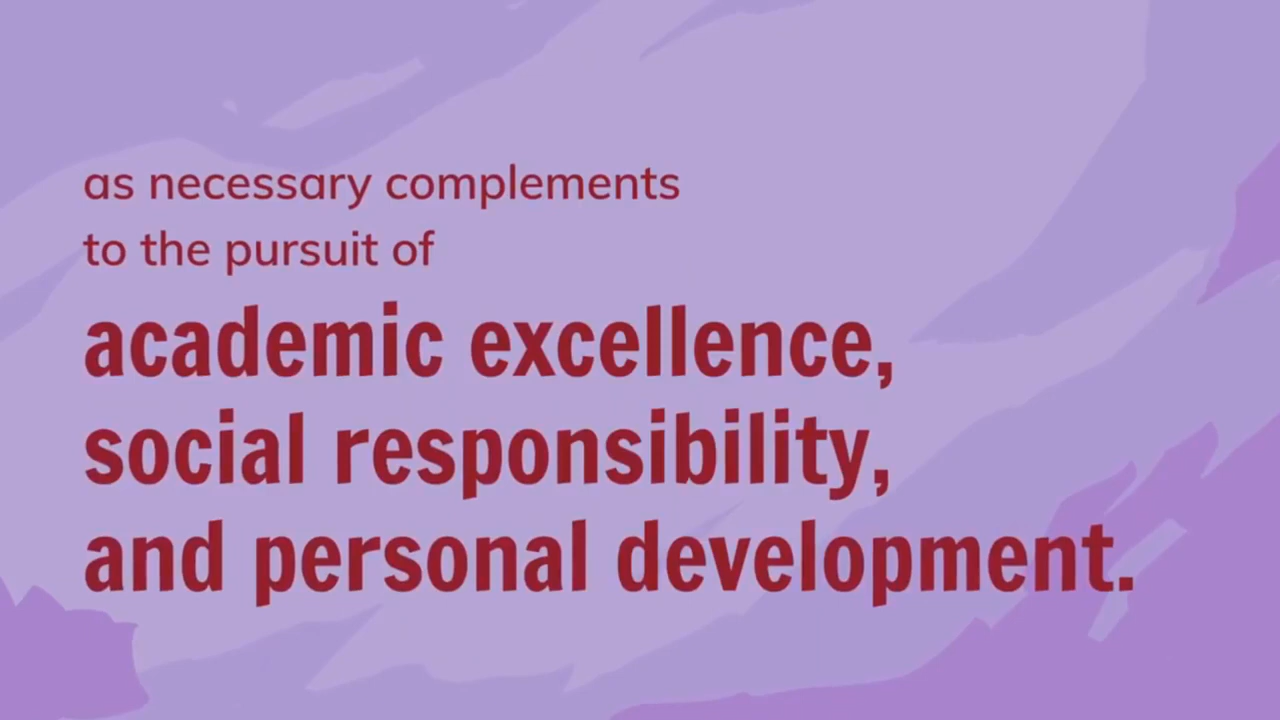 as necessary complements
to the pursuit of
academic excellence,
social responsibility,
and personal development.